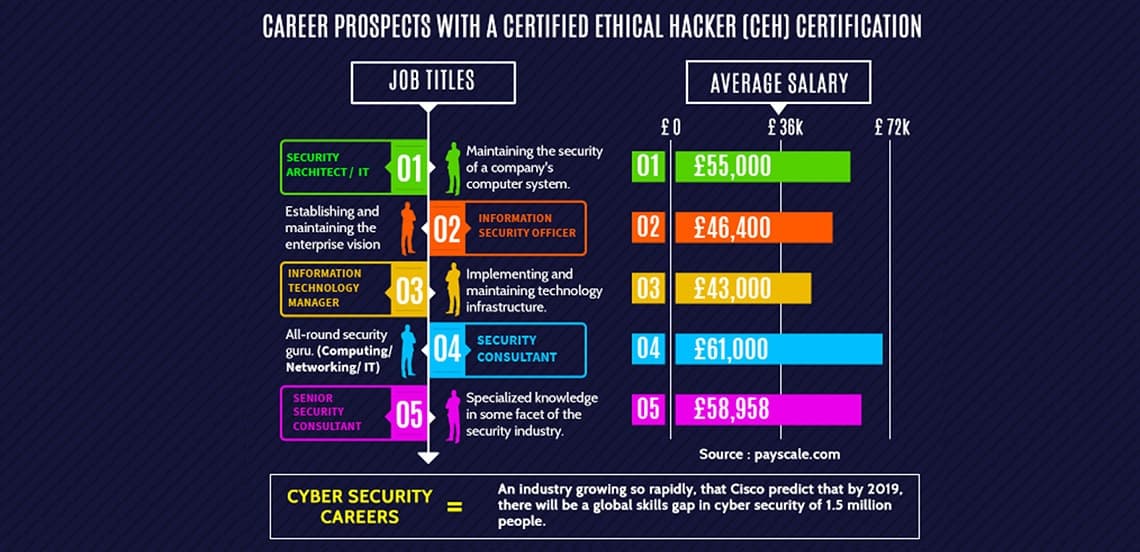 CAREER PROSPECTS WITH A CERTIFIED ETHICAL HACKER (CEH) CERTIFICATION
JOB TITLES
SECURITY
ARCHITECT / IT
01
Maintaining the security
of a company's
computer system.
Establishing and
maintaining the
enterprise vision
02
INFORMATION
SECURITY OFFICER
INFORMATION
TECHNOLOGY
MANAGER
03
Implementing and
maintaining technology
infrastructure.
All-round security
guru. (Computing/
Networking/ IT)
04
SECURITY
CONSULTANT
SENIOR
SECURITY
CONSULTANT
05
Specialized knowledge
in some facet of the
security industry.
AVERAGE SALARY
£ 0 £ 36k £ 72k
01 £55,000
02 £46,400
03 £43,000
04 £61,000
05 £58,958
Source : payscale.com
CYBER SECURITY
CAREERS
=
An industry growing so rapidly, that Cisco predict that by 2019,
there will be a global skills gap in cyber security of 1.5 million
people.